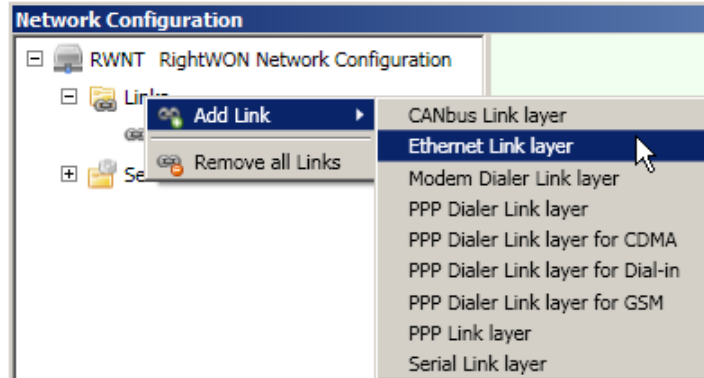 Network Configuration
RWNT RightWON Network Configuration
Add Link
Remove all Links
CANbus Link layer
Ethernet Link layer
Modem Dialer Link layer
PPP Dialer Link layer
PPP Dialer Link layer for CDMA
PPP Dialer Link layer for Dial-in
PPP Dialer Link layer for GSM
PPP Link layer
Serial Link layer